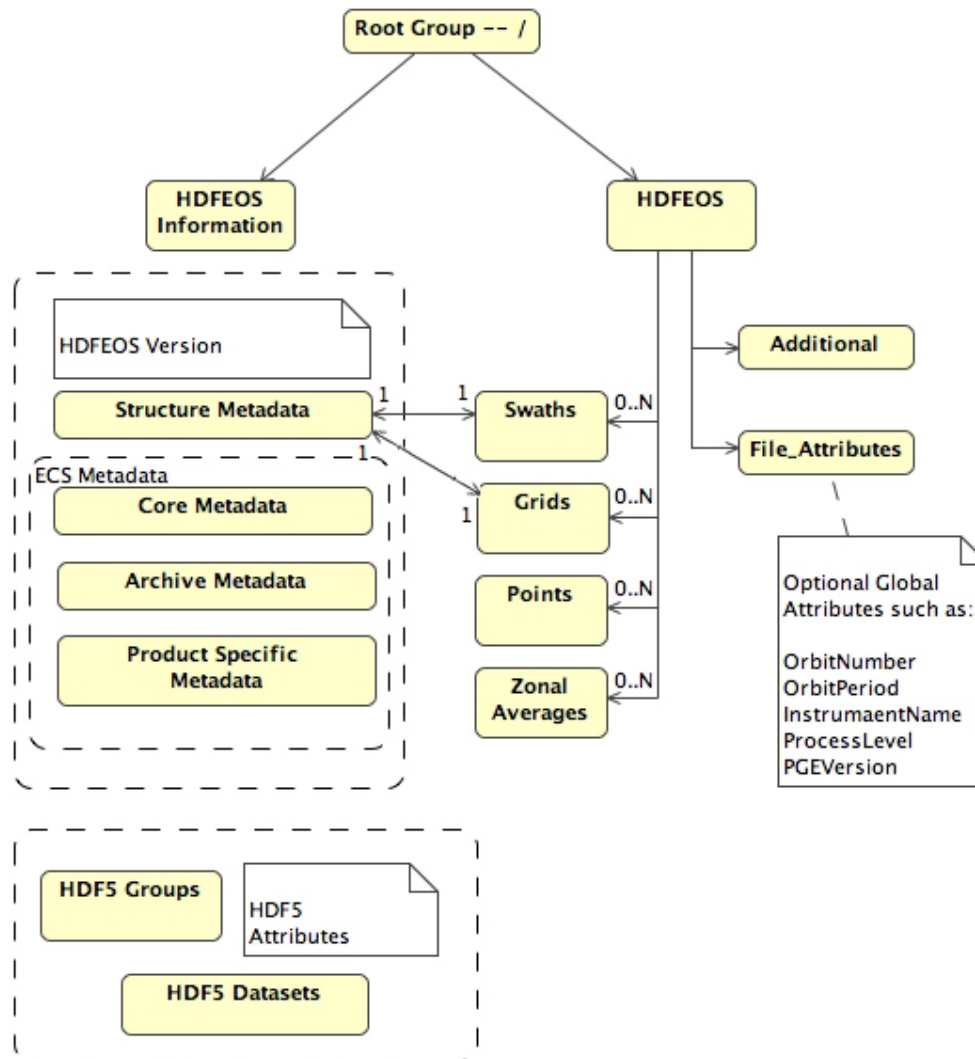 Root Group -- /
HDFEOS
Information
HDFEOS
HDFEOS Version
Structure Metadata
1
1
1
1
ECS Metadata
Core Metadata
Archive Metadata
Product Specific
Metadata
Swaths
0..N
Grids
0..N
Points
0..N
Zonal
Averages
0..N
Additional
File_Attributes
Optional Global
Attributes such as:
OrbitNumber
OrbitPeriod
InstrumaentName
ProcessLevel
PGEVersion
HDF5 Groups
HDF5
Attributes
HDF5 Datasets